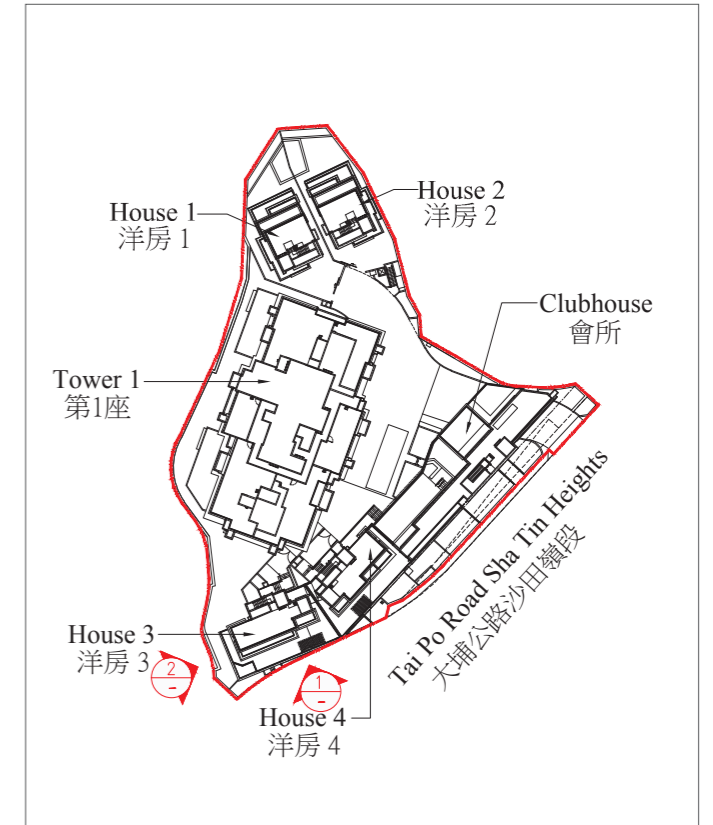 House 1
洋房 1
House 2
洋房 2
Clubhouse
會所
Tower 1
第1座
Tai Po Road Sha Tin Heights
大埔公路沙田嶺段
House 3
洋房 3
2
-
1
-
House 4
洋房 4